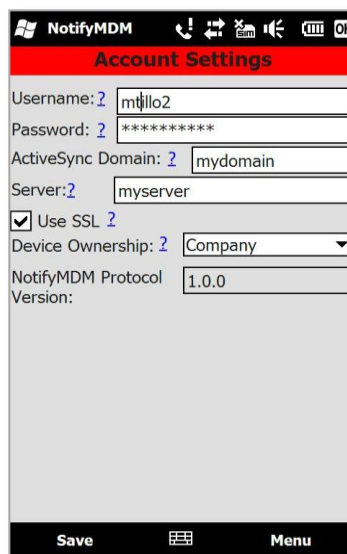 NotifyMDM
Sim
Account Settings
Username: ? mtillo2
Password: ? **********
ActiveSync Domain: ? mydomain
Server:? myserver
Use SSL ?
Device Ownership: ? Company
NotifyMDM Protocol
Version:
1.0.0
Save
Menu